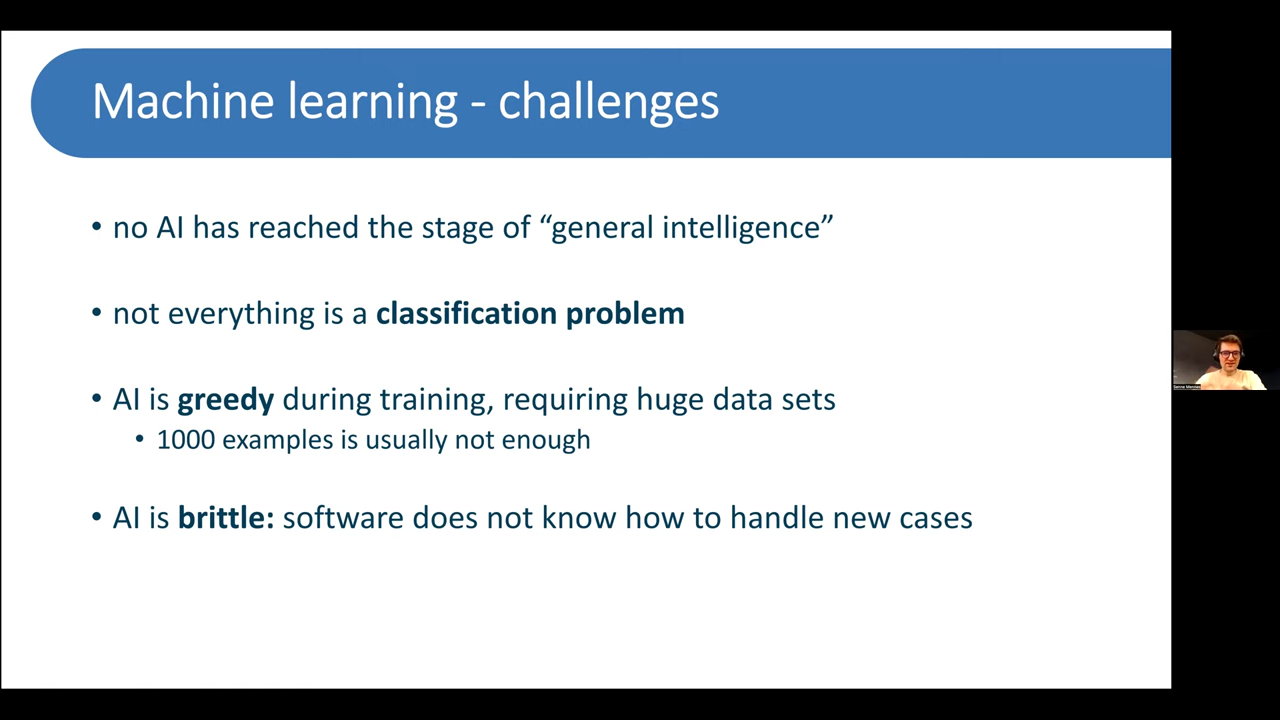 Machine learning - challenges
• no AI has reached the stage of “general intelligence”
• not everything is a classification problem
• AI is greedy during training, requiring huge data sets
• 1000 examples is usually not enough
• AI is brittle: software does not know how to handle new cases